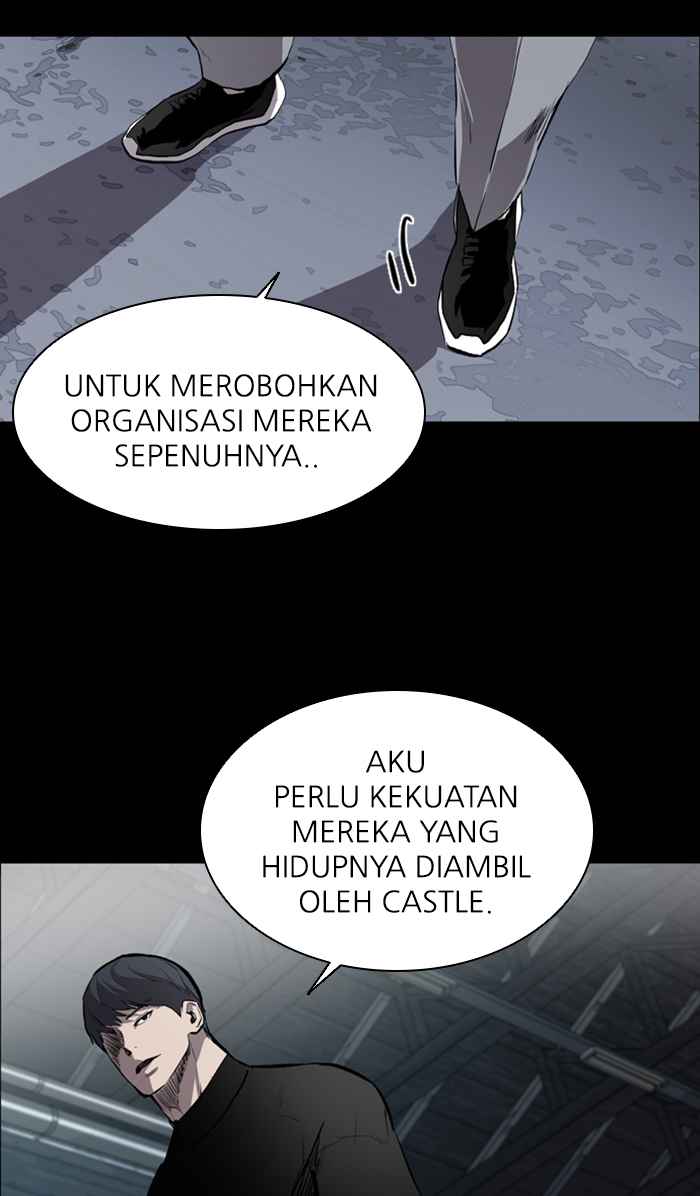 UNTUK MEROBOHKAN
ORGANISASI MEREKA
SEPENUHNYA..
AKU
PERLU KEKUATAN
MEREKA YANG
HIDUPNYA DIAMBIL
OLEH CASTLE.